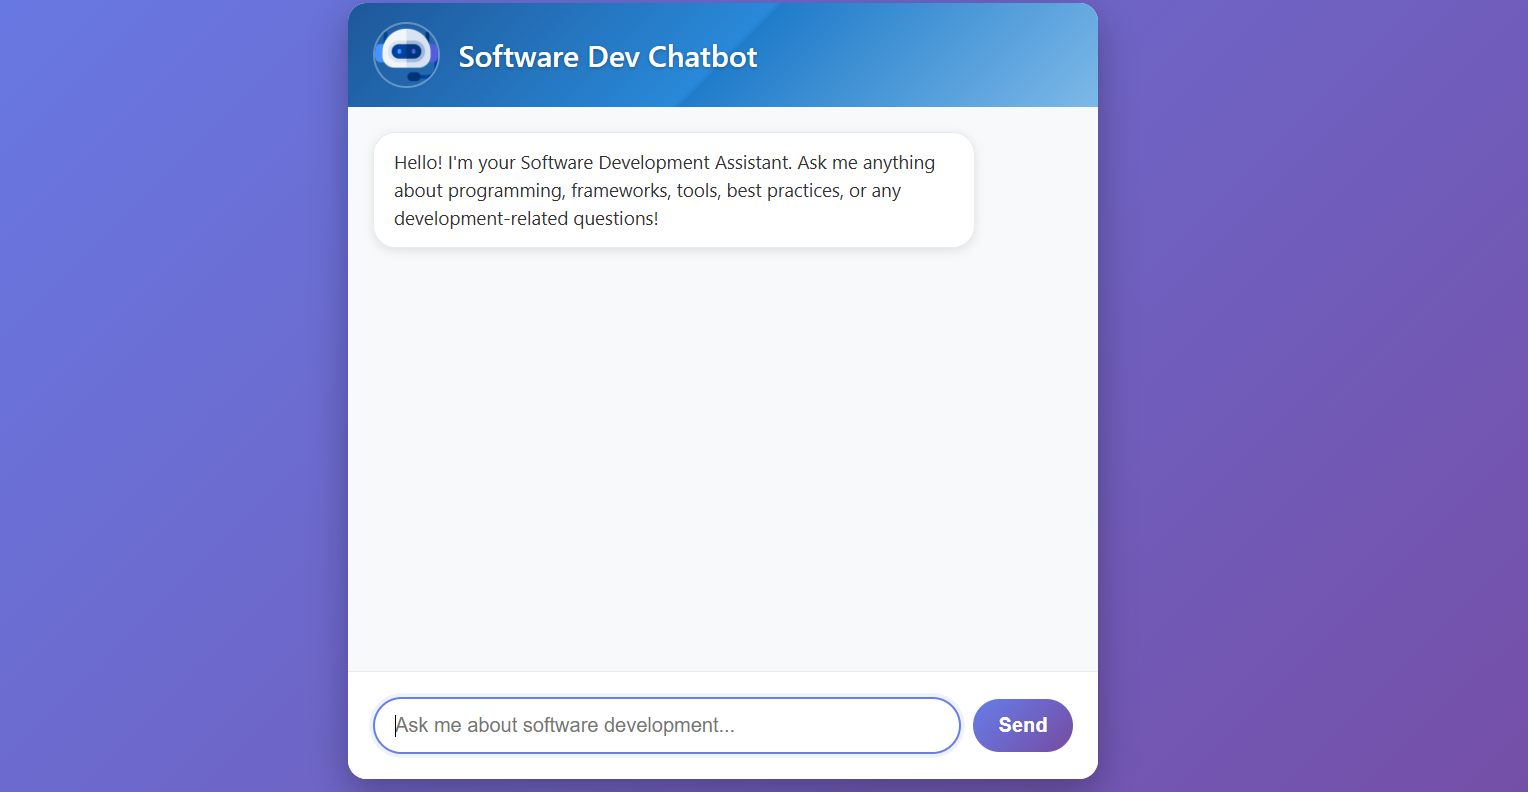 Software Dev Chatbot
Hello! I'm your Software Development Assistant. Ask me anything
about programming, frameworks, tools, best practices, or any
development-related questions!
Ask me about software development...
Send